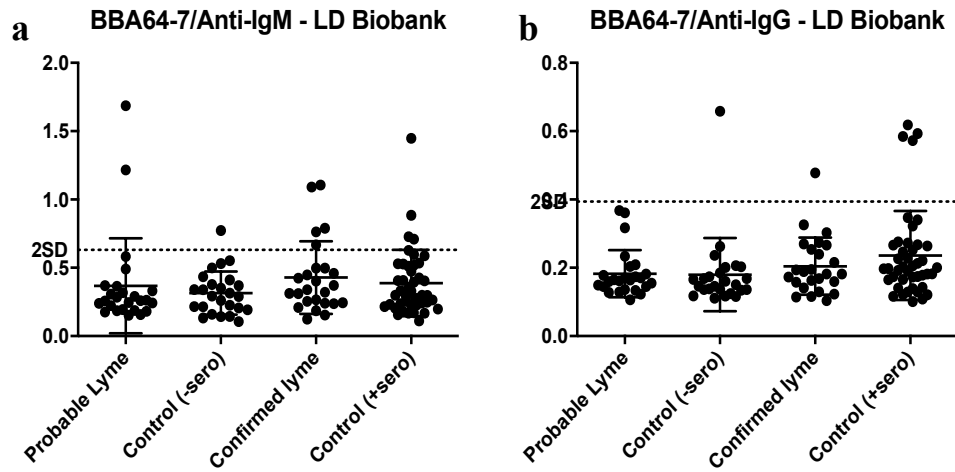 a
BBA64-7/Anti-IgM - LD Biobank
2.0
1.5
1.0
2SD
0.5
0.0
Probable Lyme
Control (-sero)
Confirmed lyme
Control (+sero)
b
BBA64-7/Anti-IgG - LD Biobank
0.8
0.6
0.4
2SD
0.2
0.0
Probable Lyme
Control (-sero)
Confirmed lyme
Control (+sero)